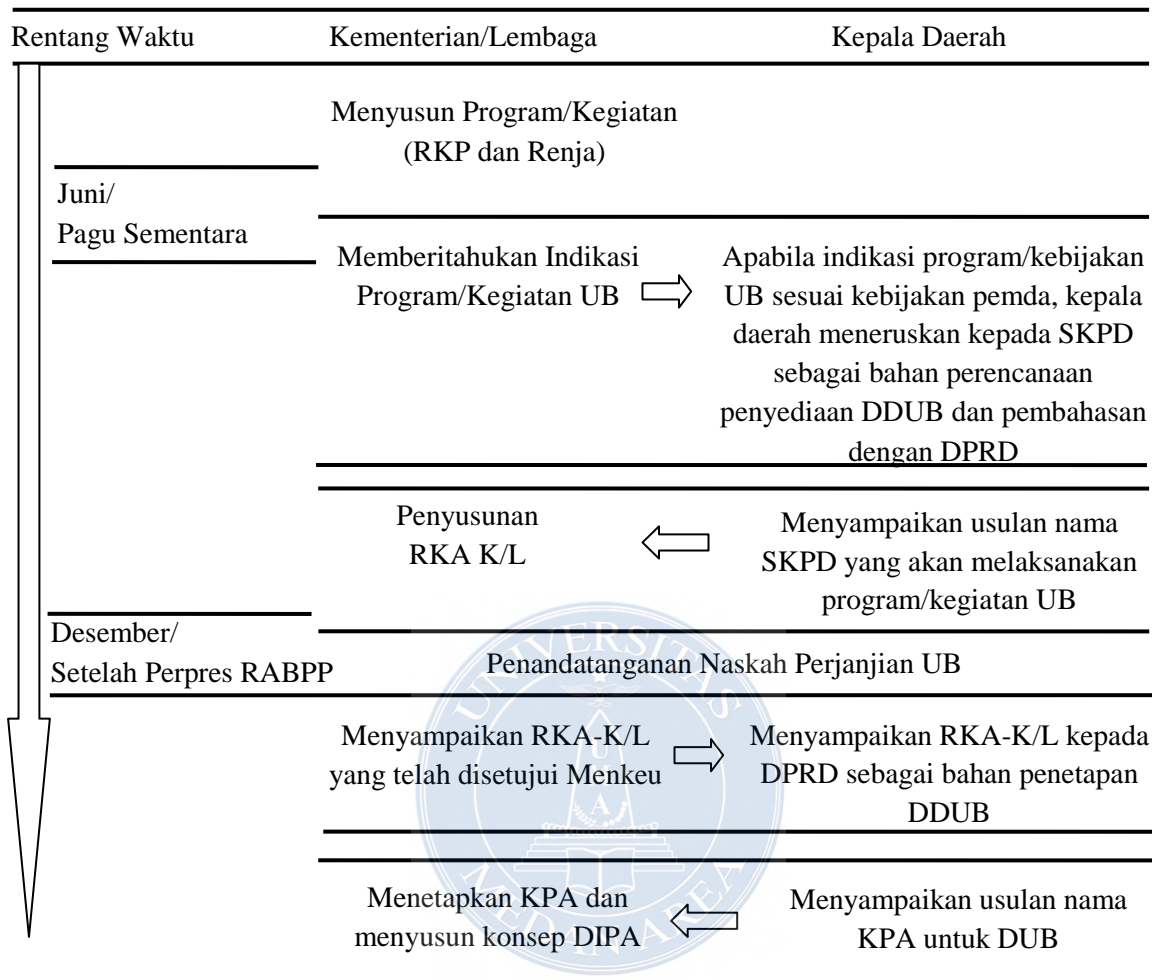 Rentang Waktu Kementerian/Lembaga Kepala Daerah
Menyusun Program/Kegiatan
(RKP dan Renja)
Juni/
Pagu Sementara
Memberitahukan Indikasi
Program/Kegiatan UB
Apabila indikasi program/kebijakan
UB sesuai kebijakan pemda, kepala
daerah meneruskan kepada SKPD
sebagai bahan perencanaan
penyediaan DDUB dan pembahasan
dengan DPRD
Penyusunan
RKA K/L
Menyampaikan usulan nama
SKPD yang akan melaksanakan
program/kegiatan UB
Desember/
Setelah Perpres RABPP
Penandatanganan Naskah Perjanjian UB
Menyampaikan RKA-K/L
yang telah disetujui Menkeu
Menyampaikan RKA-K/L kepada
DPRD sebagai bahan penetapan
DDUB
Menetapkan KPA dan
menyusun konsep DIPA
Menyampaikan usulan nama
KPA untuk DUB
UNIVERSITAS
UMA
MEDAN AREA